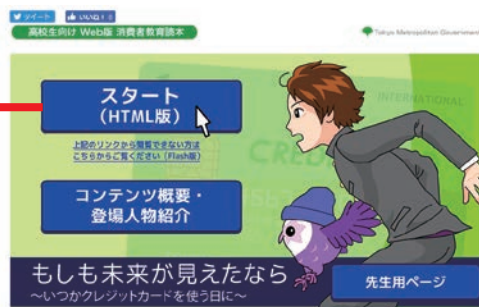 ツイート
いいね！ 0
高校生向け Web版 消費者教育読本
Tokyo Metropolitan Government
スタート
（HTML版）
上記のリンクから閲覧できない方は
こちらからご覧ください（Flash版）
コンテンツ概要・
登場人物紹介
INTERNATIONAL
CREDI
もしも未来が見えたなら
～いつかクレジットカードを使う日に～
先生用ページ